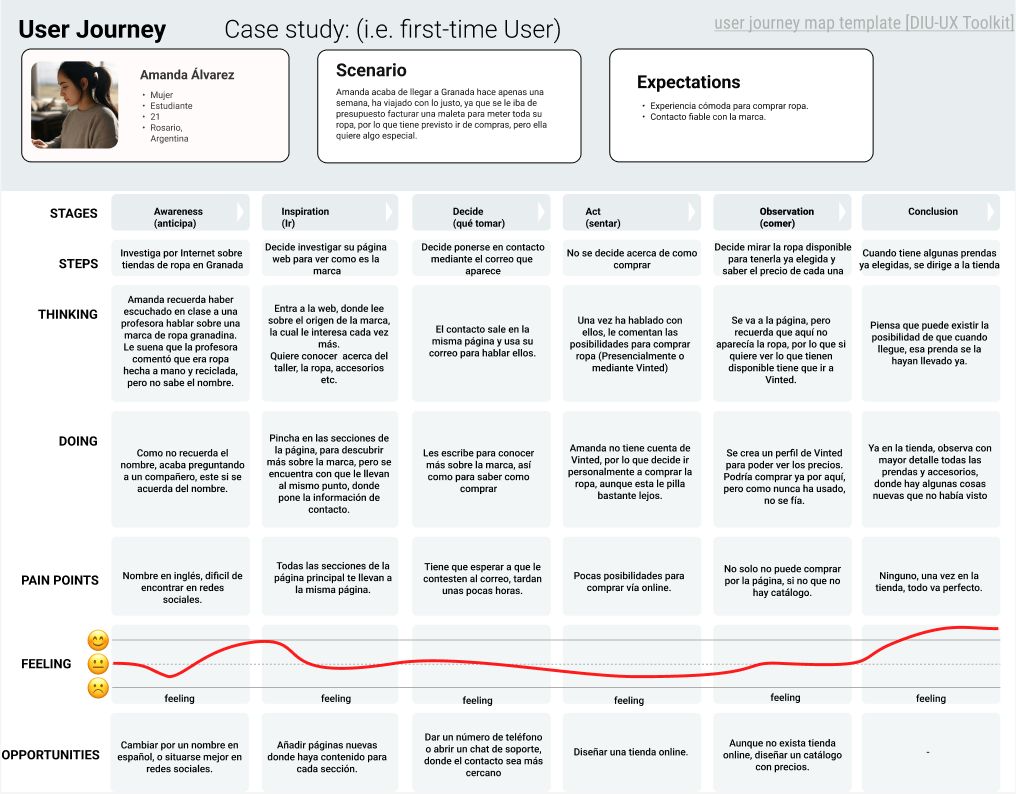 User Journey
Case study: (i.e. first-time User)
user journey map template [DIU-UX Toolkit]
Amanda Álvarez
• Mujer
• Estudiante
• 21
• Rosario,
Argentina
Scenario
Amanda acaba de llegar a Granada hace apenas una
semana, ha viajado con lo justo, ya que se le iba de
presupuesto facturar una maleta para meter toda su
ropa, por lo que tiene previsto ir de compras, pero ella
quiere algo especial.
Expectations
• Experiencia cómoda para comprar ropa.
• Contacto fiable con la marca.
STAGES
Awareness
(anticipa)
Inspiration
(Ir)
Decide
(qué tomar)
Act
(sentar)
Observation
(comer)
Conclusion
STEPS
Investiga por Internet sobre
tiendas de ropa en Granada
Decide investigar su página
web para ver como es la
marca
Decide ponerse en contacto
mediante el correo que
aparece
No se decide acerca de como
comprar
Decide mirar la ropa disponible
para tenerla ya elegida y
saber el precio de cada una
Cuando tiene algunas prendas
ya elegidas, se dirige a la tienda
THINKING
Amanda recuerda haber
escuchado en clase a una
profesora hablar sobre una
marca de ropa granadina.
Le suena que la profesora
comentó que era ropa
hecha a mano y reciclada,
pero no sabe el nombre.
Entra a la web, donde lee
sobre el origen de la marca,
la cual le interesa cada vez
más.
Quiere conocer acerca del
taller, la ropa, accesorios
etc.
El contacto sale en la
misma página y usa su
correo para hablar ellos.
Una vez ha hablado con
ellos, le comentan las
posibilidades para comprar
ropa (Presencialmente o
mediante Vinted)
Se va a la página, pero
recuerda que aquí no
aparecía la ropa, por lo que si
quiere ver lo que tienen
disponible tiene que ir a
Vinted.
Piensa que puede existir la
posibilidad de que cuando
llegue, esa prenda se la
hayan llevado ya.
DOING
Como no recuerda el
nombre, acaba preguntando
a un compañero, este si se
acuerda del nombre.
Pincha en las secciones de
la página, para descubrir
más sobre la marca, pero se
encuentra con que le llevan
al mismo punto, donde
pone la información de
contacto.
Les escribe para conocer
más sobre la marca, así
como para saber como
comprar
Amanda no tiene cuenta de
Vinted, por lo que decide ir
personalmente a comprar la
ropa, aunque esta le pilla
bastante lejos.
Se crea un perfil de Vinted
para poder ver los precios.
Podría comprar ya por aquí,
pero como nunca ha usado,
no se fía.
Ya en la tienda, observa con
mayor detalle todas las
prendas y accesorios,
donde hay algunas cosas
nuevas que no había visto
PAIN POINTS
Nombre en inglés, dificil de
encontrar en redes
sociales.
Todas las secciones de la
página principal te llevan a
la misma página.
Tiene que esperar a que le
contesten al correo, tardan
unas pocas horas.
Pocas posibilidades para
comprar vía online.
No solo no puede comprar
por la página, si no que no
hay catálogo.
Ninguno, una vez en la
tienda, todo va perfecto.
FEELING
feeling
feeling
feeling
feeling
feeling
feeling
OPPORTUNITIES
Cambiar por un nombre en
español, o situarse mejor en
redes sociales.
Añadir páginas nuevas
donde haya contenido para
cada sección.
Dar un número de teléfono
o abrir un chat de soporte,
donde el contacto sea más
cercano
Diseñar una tienda online.
Aunque no exista tienda
online, diseñar un catálogo
con precios.
-